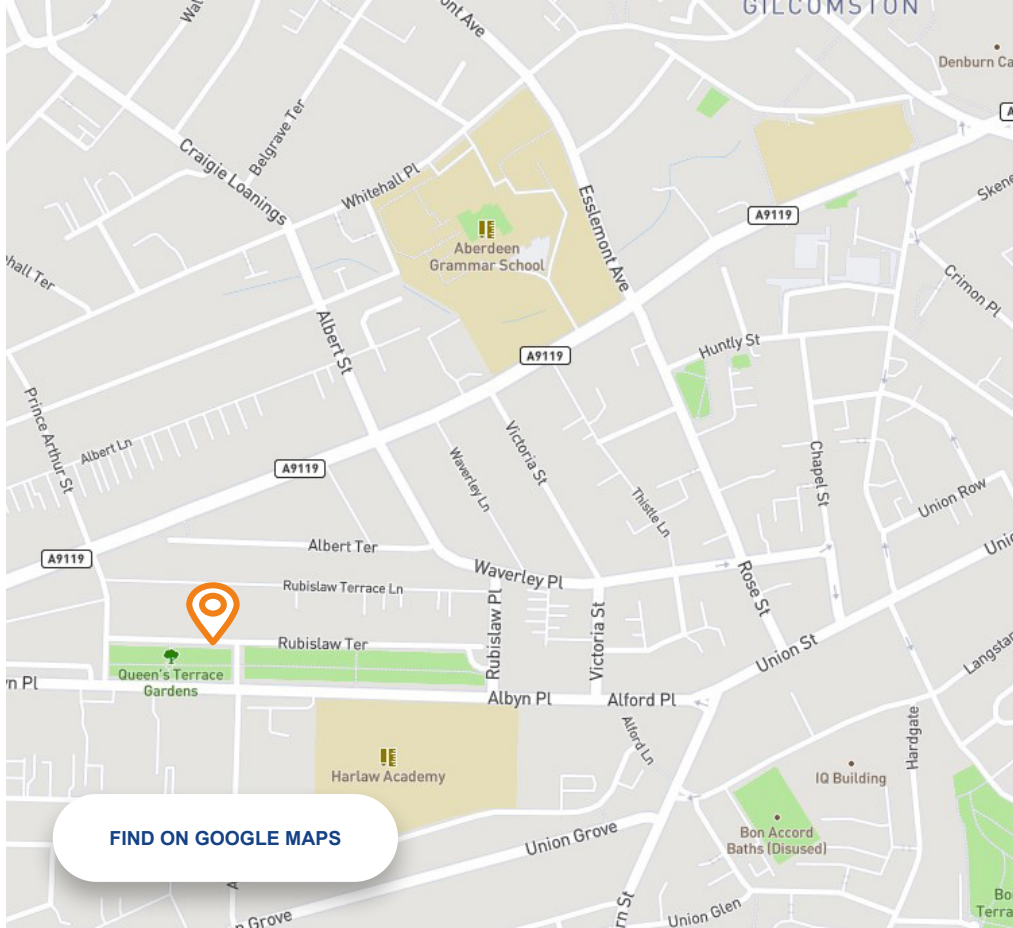 GILCOMSTON
Wal
ont Ave
Denburn Ca
A
Belgrave Ter
Craigie Loanings
Whitehall Pl
Esslemont Ave
Skene
A9119
Aberdeen
Grammar School
hall Ter
Crimon Pl
Albert St
Huntly St
A9119
Prince Arthur St
Albert Ln
Victoria St
Waverley Ln
Chapel St
A9119
Thistle Ln
Union Row
Unio
A9119
Albert Ter
Waverley Pl
Rose St
Rubislaw Terrace Ln
Rubislaw Pl
Victoria St
Rubislaw Ter
Union St
Langstan
Queen's Terrace
Gardens
yn Pl
Albyn Pl
Alford Pl
Alford Ln
Hardgate
Harlaw Academy
IQ Building
FIND ON GOOGLE MAPS
Union Grove
Bon Accord
Baths (Disused)
A
n Grove
rn St
Union Glen
Bo
Terra